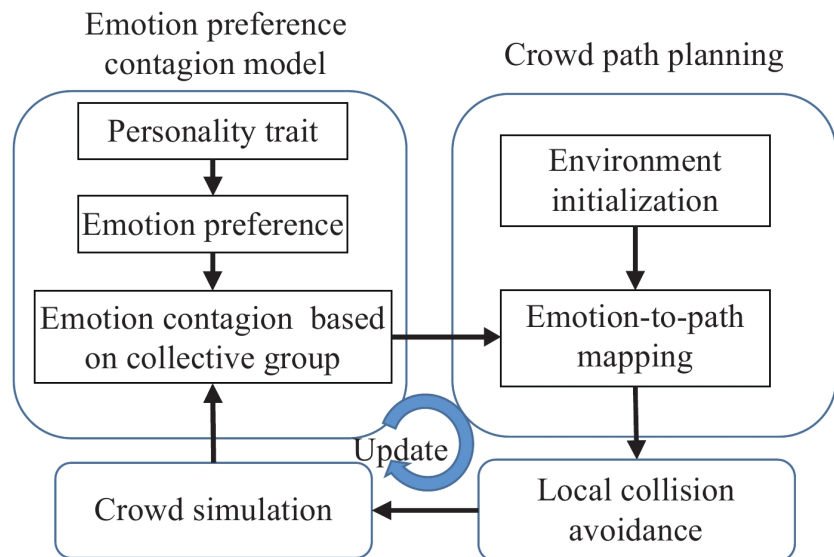 Emotion preference
contagion model
Personality trait
Emotion preference
Emotion contagion based
on collective group
Crowd path planning
Environment
initialization
Emotion-to-path
mapping
Update
Crowd simulation
Local collision
avoidance